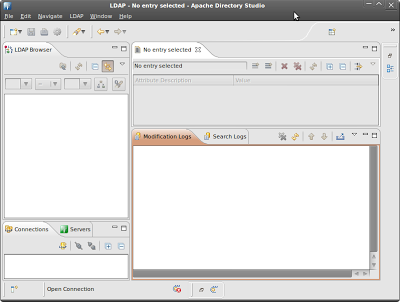 LDAP - No entry selected - Apache Directory Studio
File Edit Navigate LDAP Window Help
LDAP Browser
No entry selected
No entry selected
Attribute Description Value
Modification Logs Search Logs
Connections Servers
Open Connection